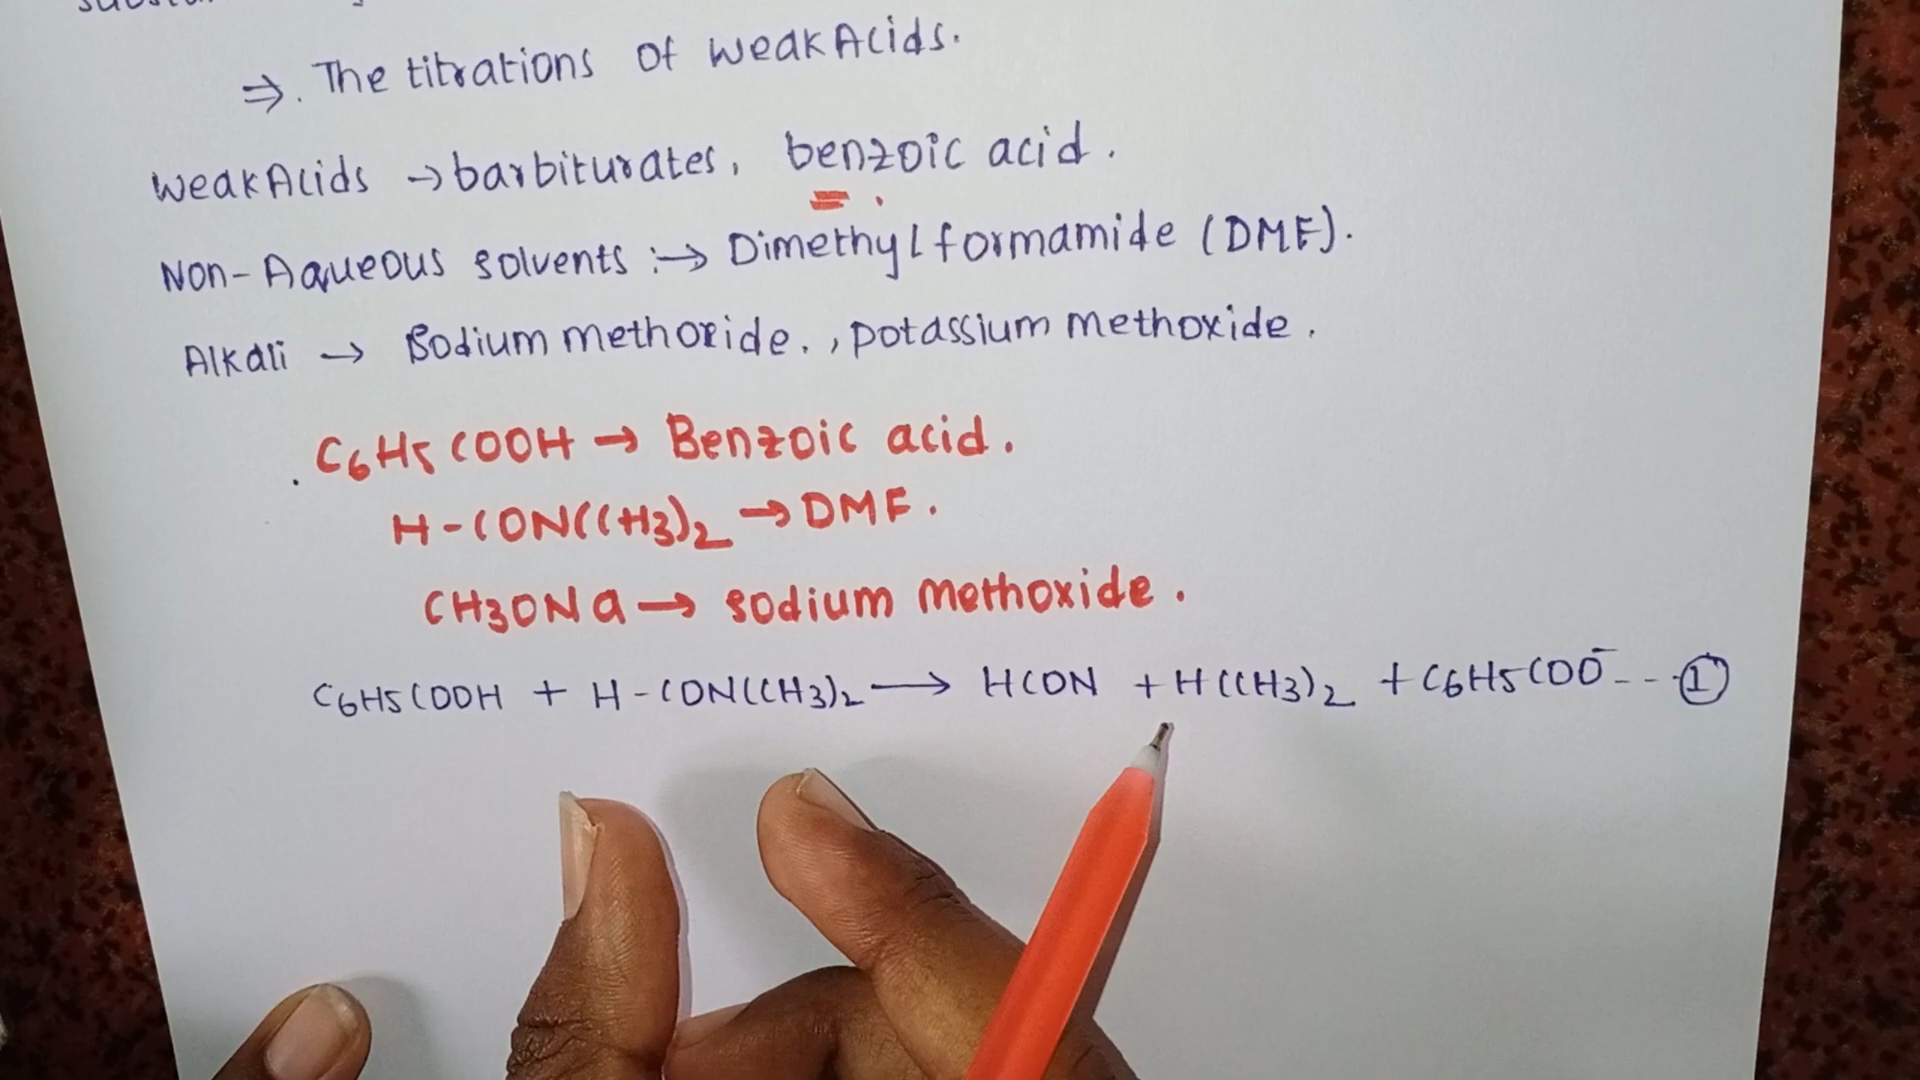 ⇒. The titrations of weak Acids.
weak Acids → barbiturates, benzoic acid.
Non-Aqueous solvents :→ Dimethyl formamide (DMF).
Alkali → Sodium methoxide., potassium methoxide.
C6H5COOH → Benzoic acid.
H-CON(CH3)2 → DMF.
CH3ONa → sodium methoxide.
C6H5COOH + H-CON(CH3)2 → HCON +H(CH3)2 +C6H5COO⁻---①